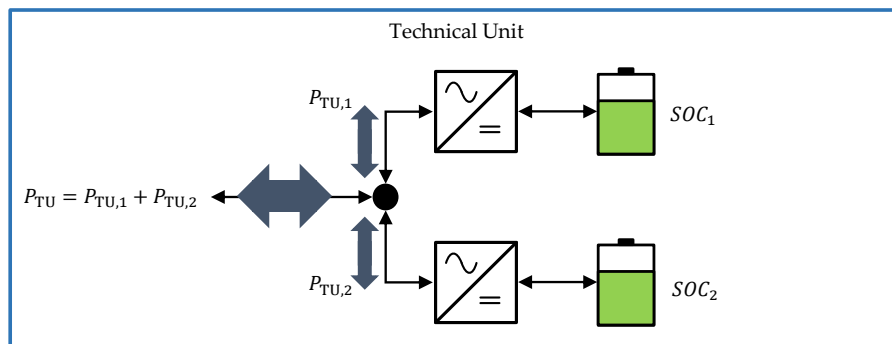 Technical Unit
P_TU,1
SOC_1
P_TU = P_TU,1 + P_TU,2
P_TU,2
SOC_2